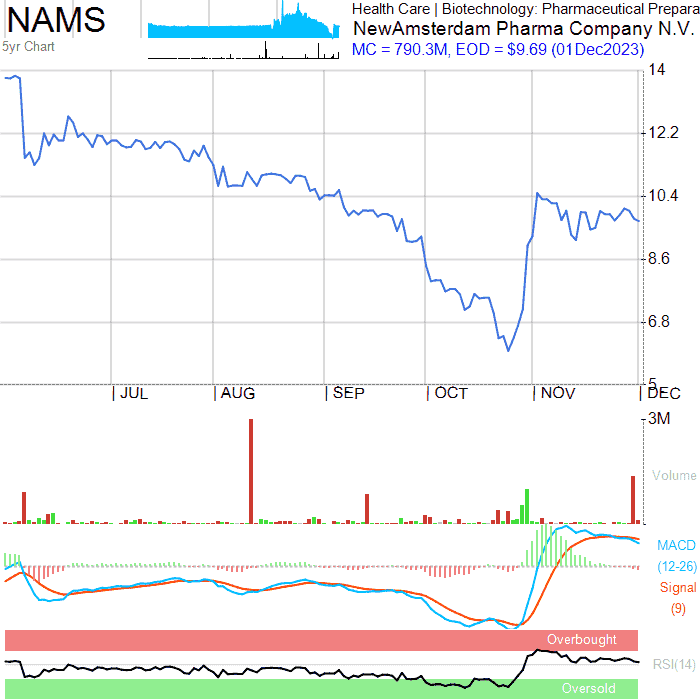 NAMS
5yr Chart
Health Care | Biotechnology: Pharmaceutical Prepara
NewAmsterdam Pharma Company N.V.
MC = 790.3M, EOD = $9.69 (01Dec2023)
14
12.2
10.4
8.6
6.8
5
JUL
AUG
SEP
OCT
NOV
DEC
3M
Volume
MACD
(12-26)
Signal
(9)
Overbought
RSI(14)
Oversold